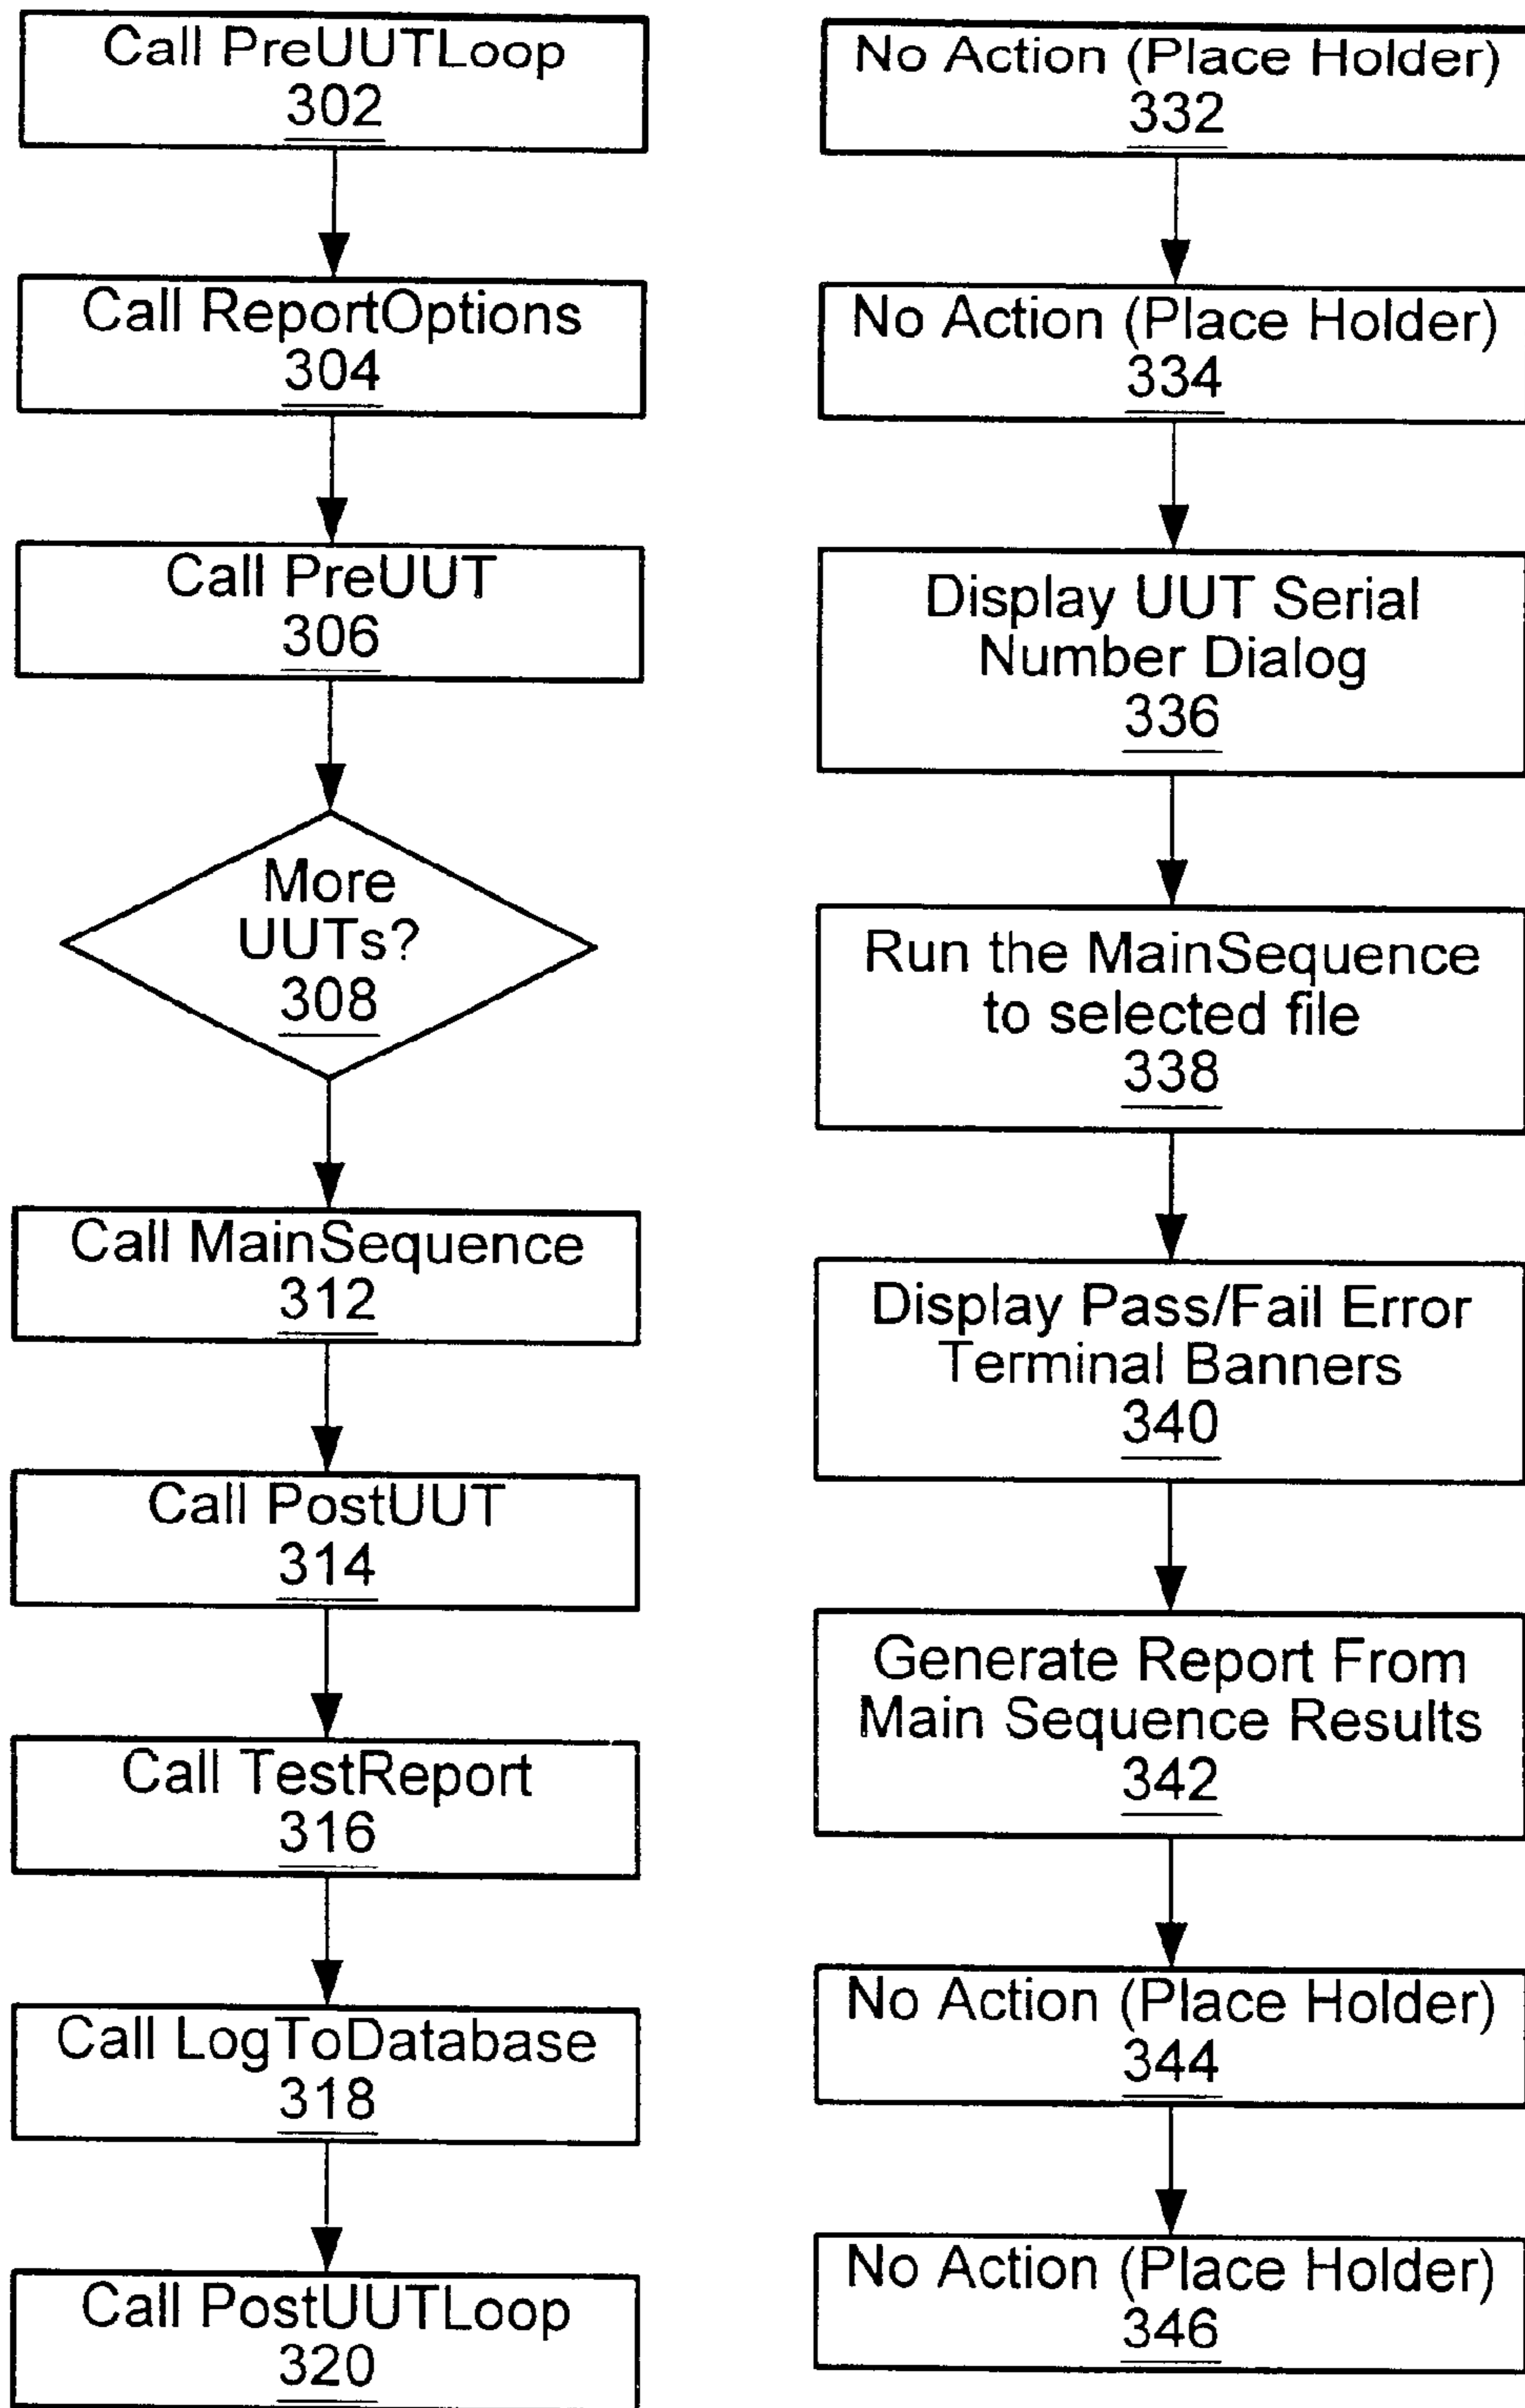 Call PreUUTLoop
302
Call ReportOptions
304
Call PreUUT
306
More
UUTs?
308
Call MainSequence
312
Call PostUUT
314
Call TestReport
316
Call LogToDatabase
318
Call PostUUTLoop
320
No Action (Place Holder)
332
No Action (Place Holder)
334
Display UUT Serial
Number Dialog
336
Run the MainSequence
to selected file
338
Display Pass/Fail Error
Terminal Banners
340
Generate Report From
Main Sequence Results
342
No Action (Place Holder)
344
No Action (Place Holder)
346